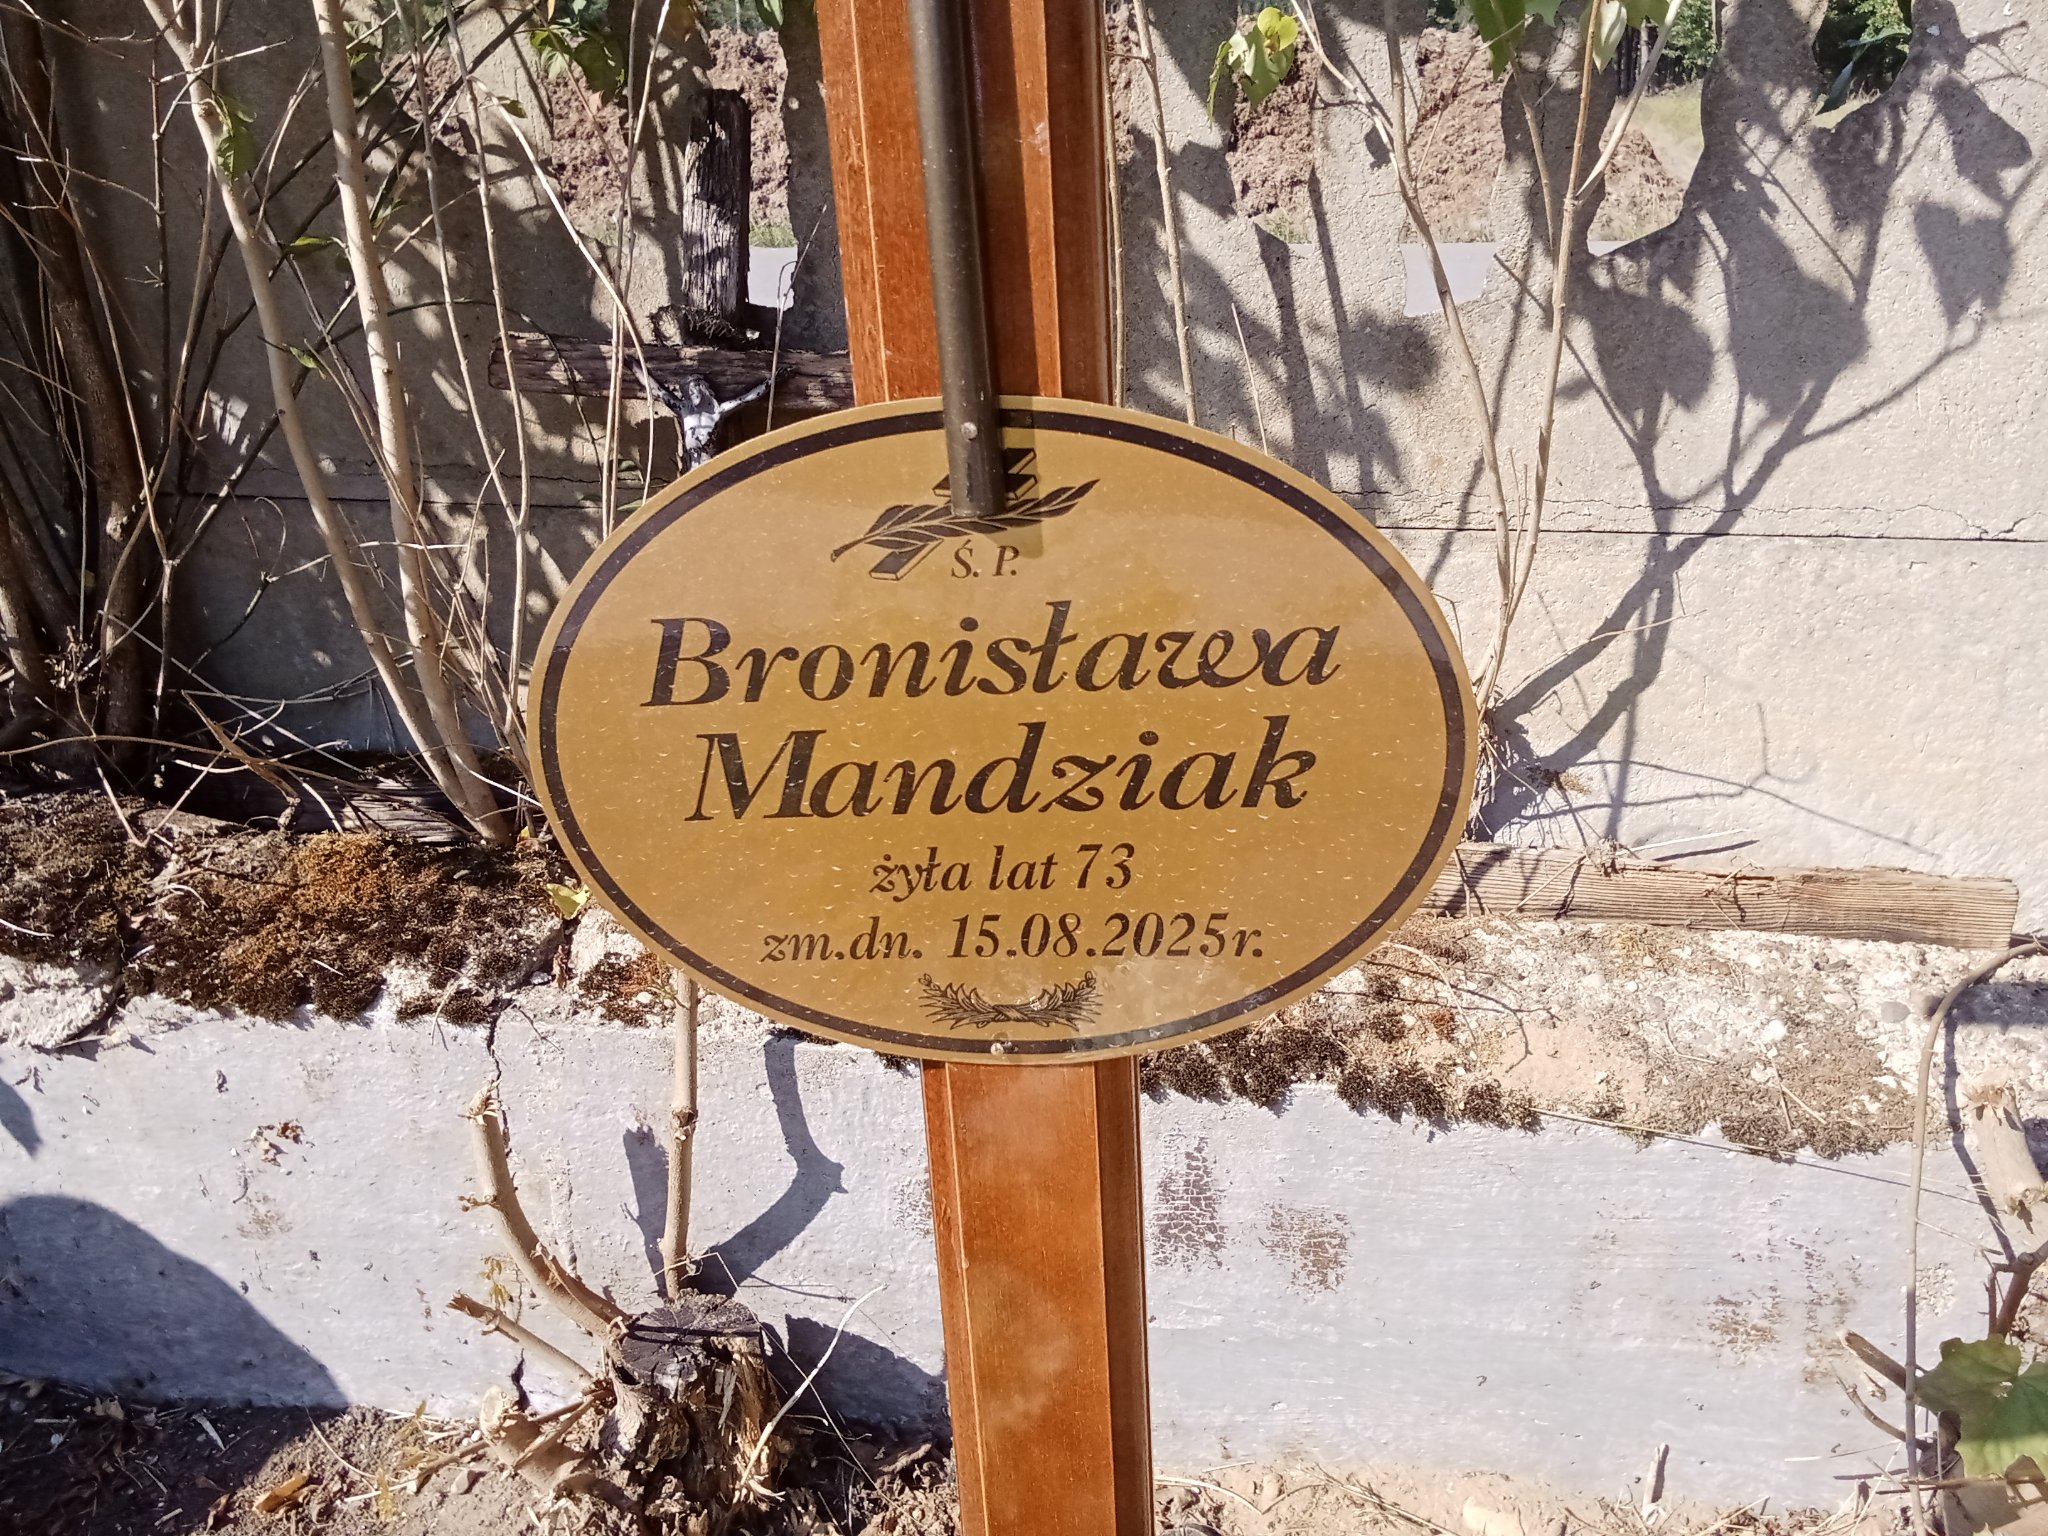 Ś. P.
Bronisława
Mandziak
żyła lat 73
zm.dn. 15.08.2025r.